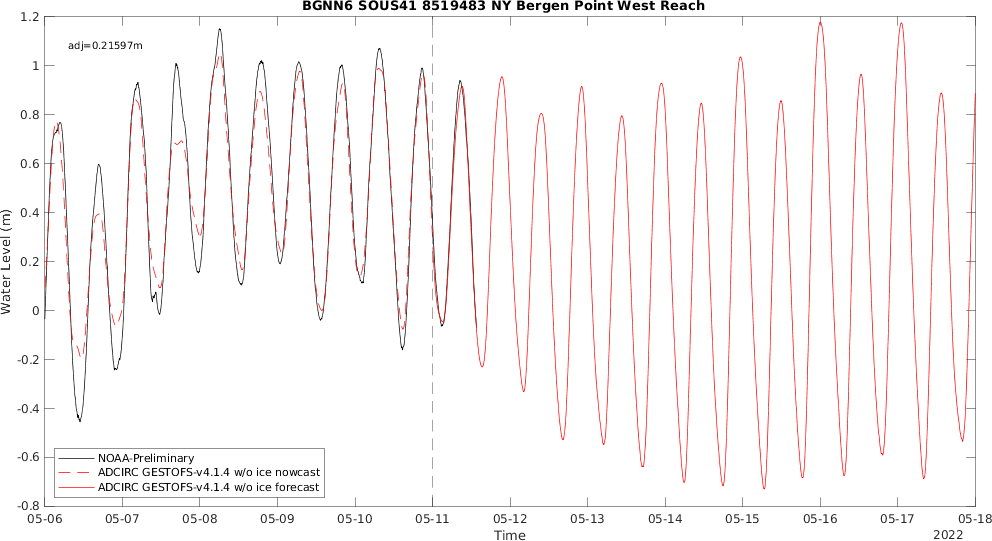 BGNN6 SOUS41 8519483 NY Bergen Point West Reach
adj=0.21597m
1.2
1
0.8
0.6
0.4
0.2
0
-0.2
-0.4
-0.6
-0.8
Water Level (m)
NOAA-Preliminary
ADCIRC GESTOFS-v4.1.4 w/o ice nowcast
ADCIRC GESTOFS-v4.1.4 w/o ice forecast
05-06 05-07 05-08 05-09 05-10 05-11 05-12 05-13 05-14 05-15 05-16 05-17 05-18
Time
2022